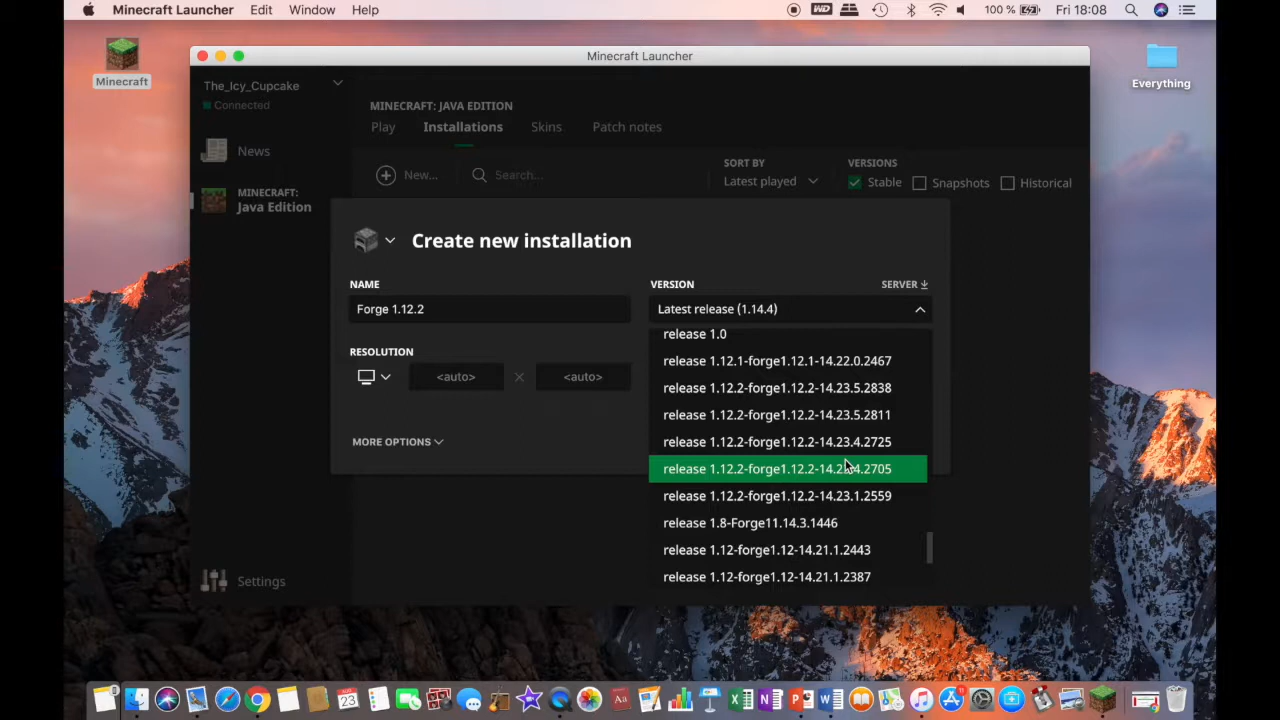 Minecraft Launcher Edit Window Help WD 100 % Fri 18:08
Minecraft Launcher
Minecraft
Everything
The_Icy_Cupcake
Connected
MINECRAFT: JAVA EDITION
Play Installations Skins Patch notes
News
New... Search...
SORT BY
Latest played
VERSIONS
Stable Snapshots Historical
MINECRAFT:
Java Edition
Create new installation
NAME
Forge 1.12.2
VERSION SERVER
Latest release (1.14.4)
RESOLUTION
<auto> <auto>
MORE OPTIONS
release 1.0
release 1.12.1-forge1.12.1-14.22.0.2467
release 1.12.2-forge1.12.2-14.23.5.2838
release 1.12.2-forge1.12.2-14.23.5.2811
release 1.12.2-forge1.12.2-14.23.4.2725
release 1.12.2-forge1.12.2-14.23.4.2705
release 1.12.2-forge1.12.2-14.23.1.2559
release 1.8-Forge11.14.3.1446
release 1.12-forge1.12-14.21.1.2443
release 1.12-forge1.12-14.21.1.2387
Settings
23